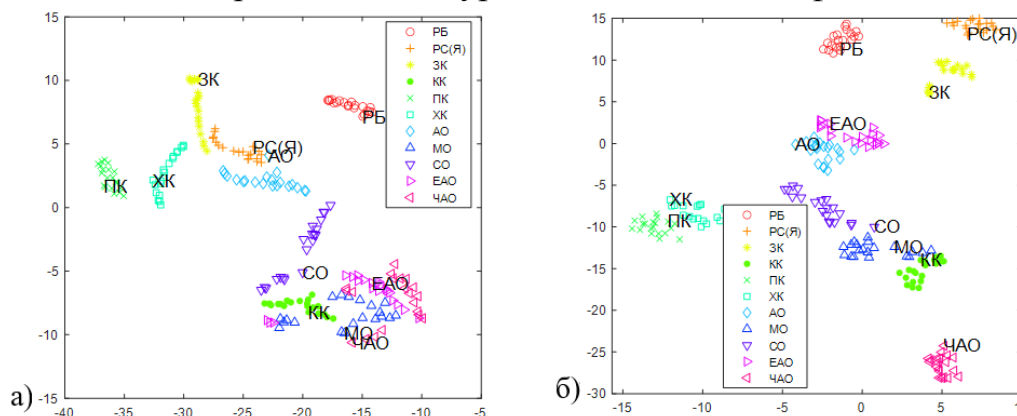 15
10
5
0
-5
-10
-15
-40
-35
-30
-25
-20
-15
-10
-5
ЗК
РБ
РС(Я)
АО
ХК
ПК
СО
ЕАО
КК
МО
ЧАО
РБ
РС(Я)
ЗК
КК
ПК
ХК
АО
МО
СО
ЕАО
ЧАО
а)
15
10
5
0
-5
-10
-15
-20
-25
-30
-15
-10
-5
0
5
РС(Я)
РБ
ЗК
ЕАО
АО
ХК
ПК
СО
МО
КК
ЧАО
РБ
РС(Я)
ЗК
КК
ПК
ХК
АО
МО
СО
ЕАО
ЧАО
б)